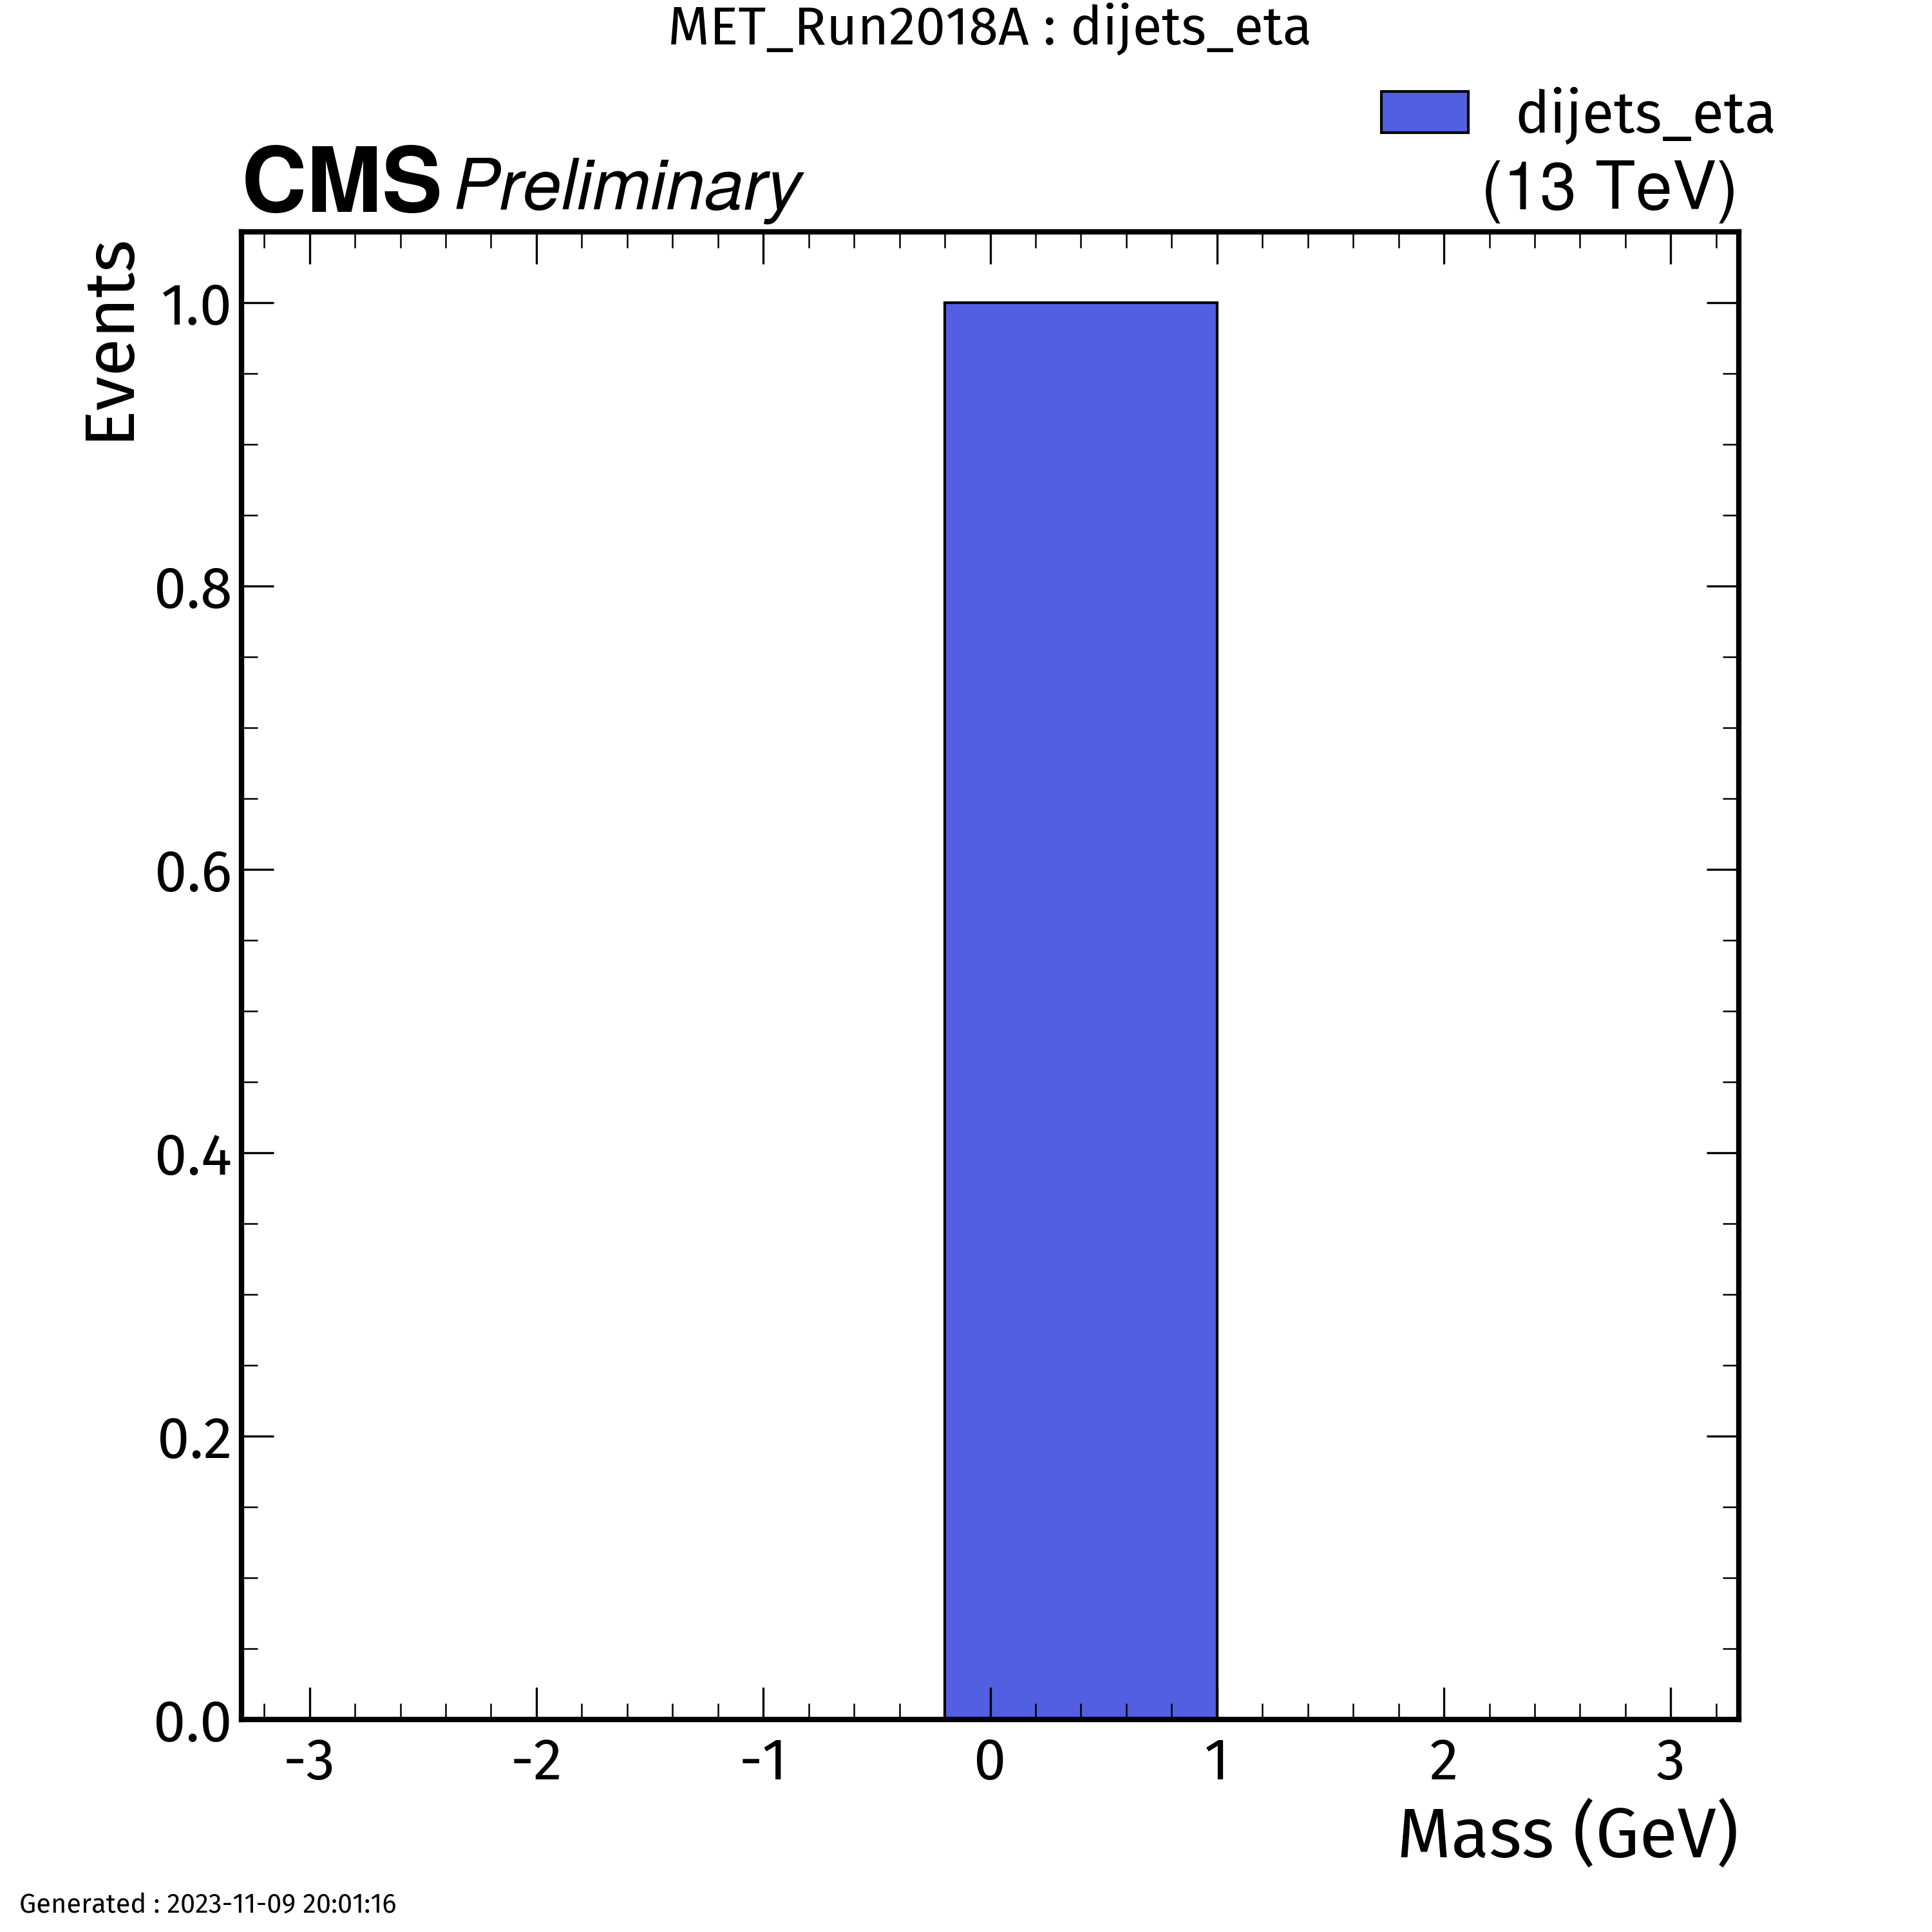 MET_Run2018A : dijets_eta
dijets_eta
CMS Preliminary
(13 TeV)
Events
1.0
0.8
0.6
0.4
0.2
0.0
-3 -2 -1 0 1 2 3
Mass (GeV)
Generated : 2023-11-09 20:01:16